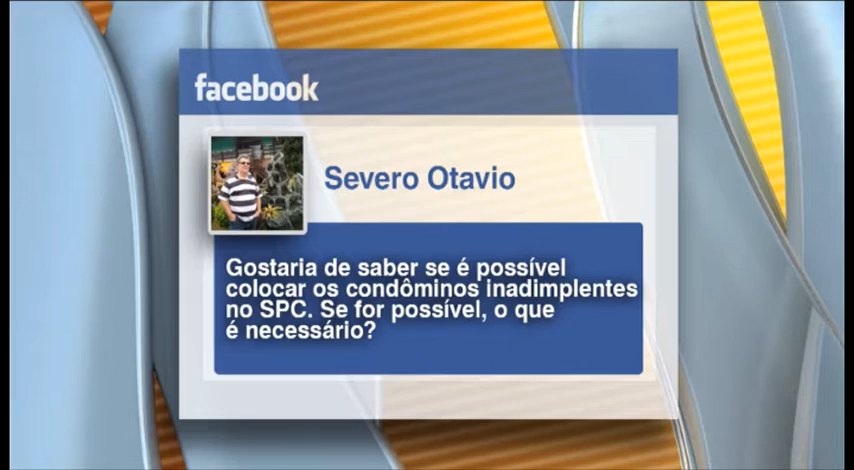 facebook
Severo Otavio
Gostaria de saber se é possível
colocar os condôminos inadimplentes
no SPC. Se for possível, o que
é necessário?